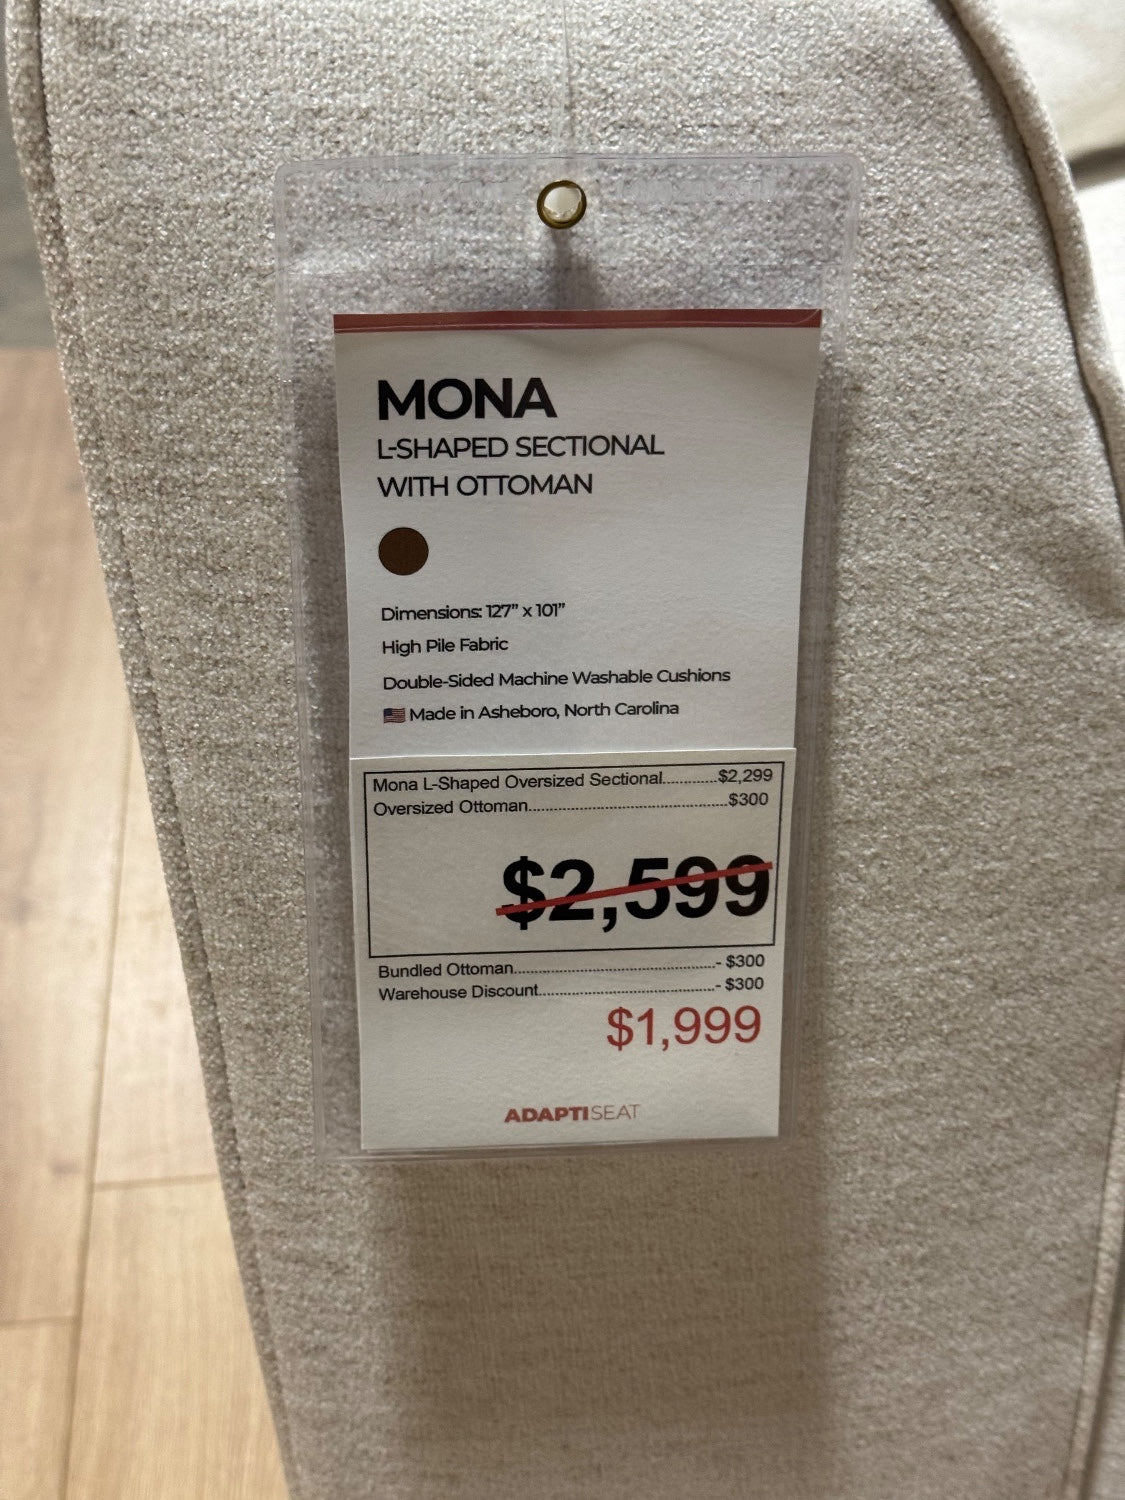 MONA
L-SHAPED SECTIONAL
WITH OTTOMAN
Dimensions: 127" x 101"
High Pile Fabric
Double-Sided Machine Washable Cushions
🇺🇸 Made in Asheboro, North Carolina
Mona L-Shaped Oversized Sectional............$2,299
Oversized Ottoman............................................$300
$2,599
Bundled Ottoman............................................- $300
Warehouse Discount.......................................- $300
$1,999
ADAPTISEAT